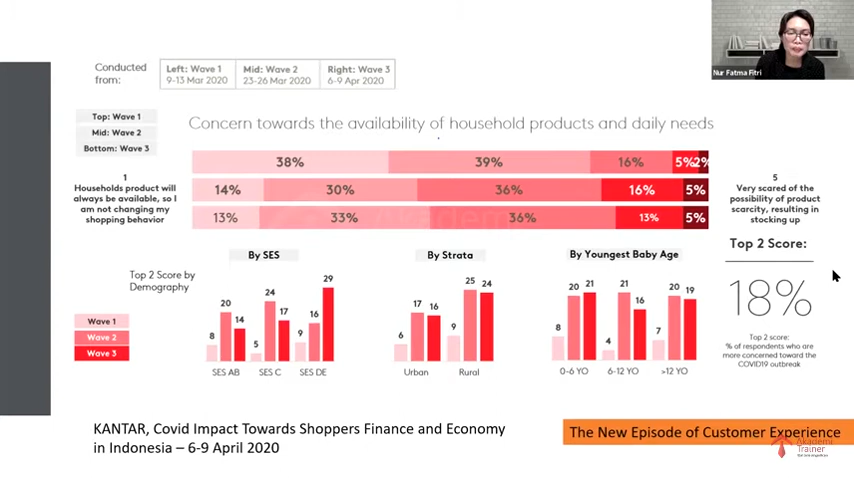 Nur Fatma Fitri
Conducted from:
Left: Wave 1
9-13 Mar 2020
Mid: Wave 2
23-26 Mar 2020
Right: Wave 3
6-9 Apr 2020
Top: Wave 1
Mid: Wave 2
Bottom: Wave 3
Concern towards the availability of household products and daily needs
38% 39% 16% 5% 2%
14% 30% 36% 16% 5%
13% 33% 36% 13% 5%
1
Households product will
always be available, so I
am not changing my
shopping behavior
5
Very scared of the
possibility of product
scarcity, resulting in
stocking up
Top 2 Score:
18%
Top 2 score:
% of respondents who are
more concerned toward the
COVID19 outbreak
Top 2 Score by
Demography
Wave 1
Wave 2
Wave 3
By SES
8 20 14
5 24 17
9 16 29
SES AB SES C SES DE
By Strata
6 17 16
9 25 24
Urban Rural
By Youngest Baby Age
8 20 21
4 21 16
7 20 19
0-6 YO 6-12 YO >12 YO
KANTAR, Covid Impact Towards Shoppers Finance and Economy
in Indonesia – 6-9 April 2020
The New Episode of Customer Experience
Akademi
Trainer